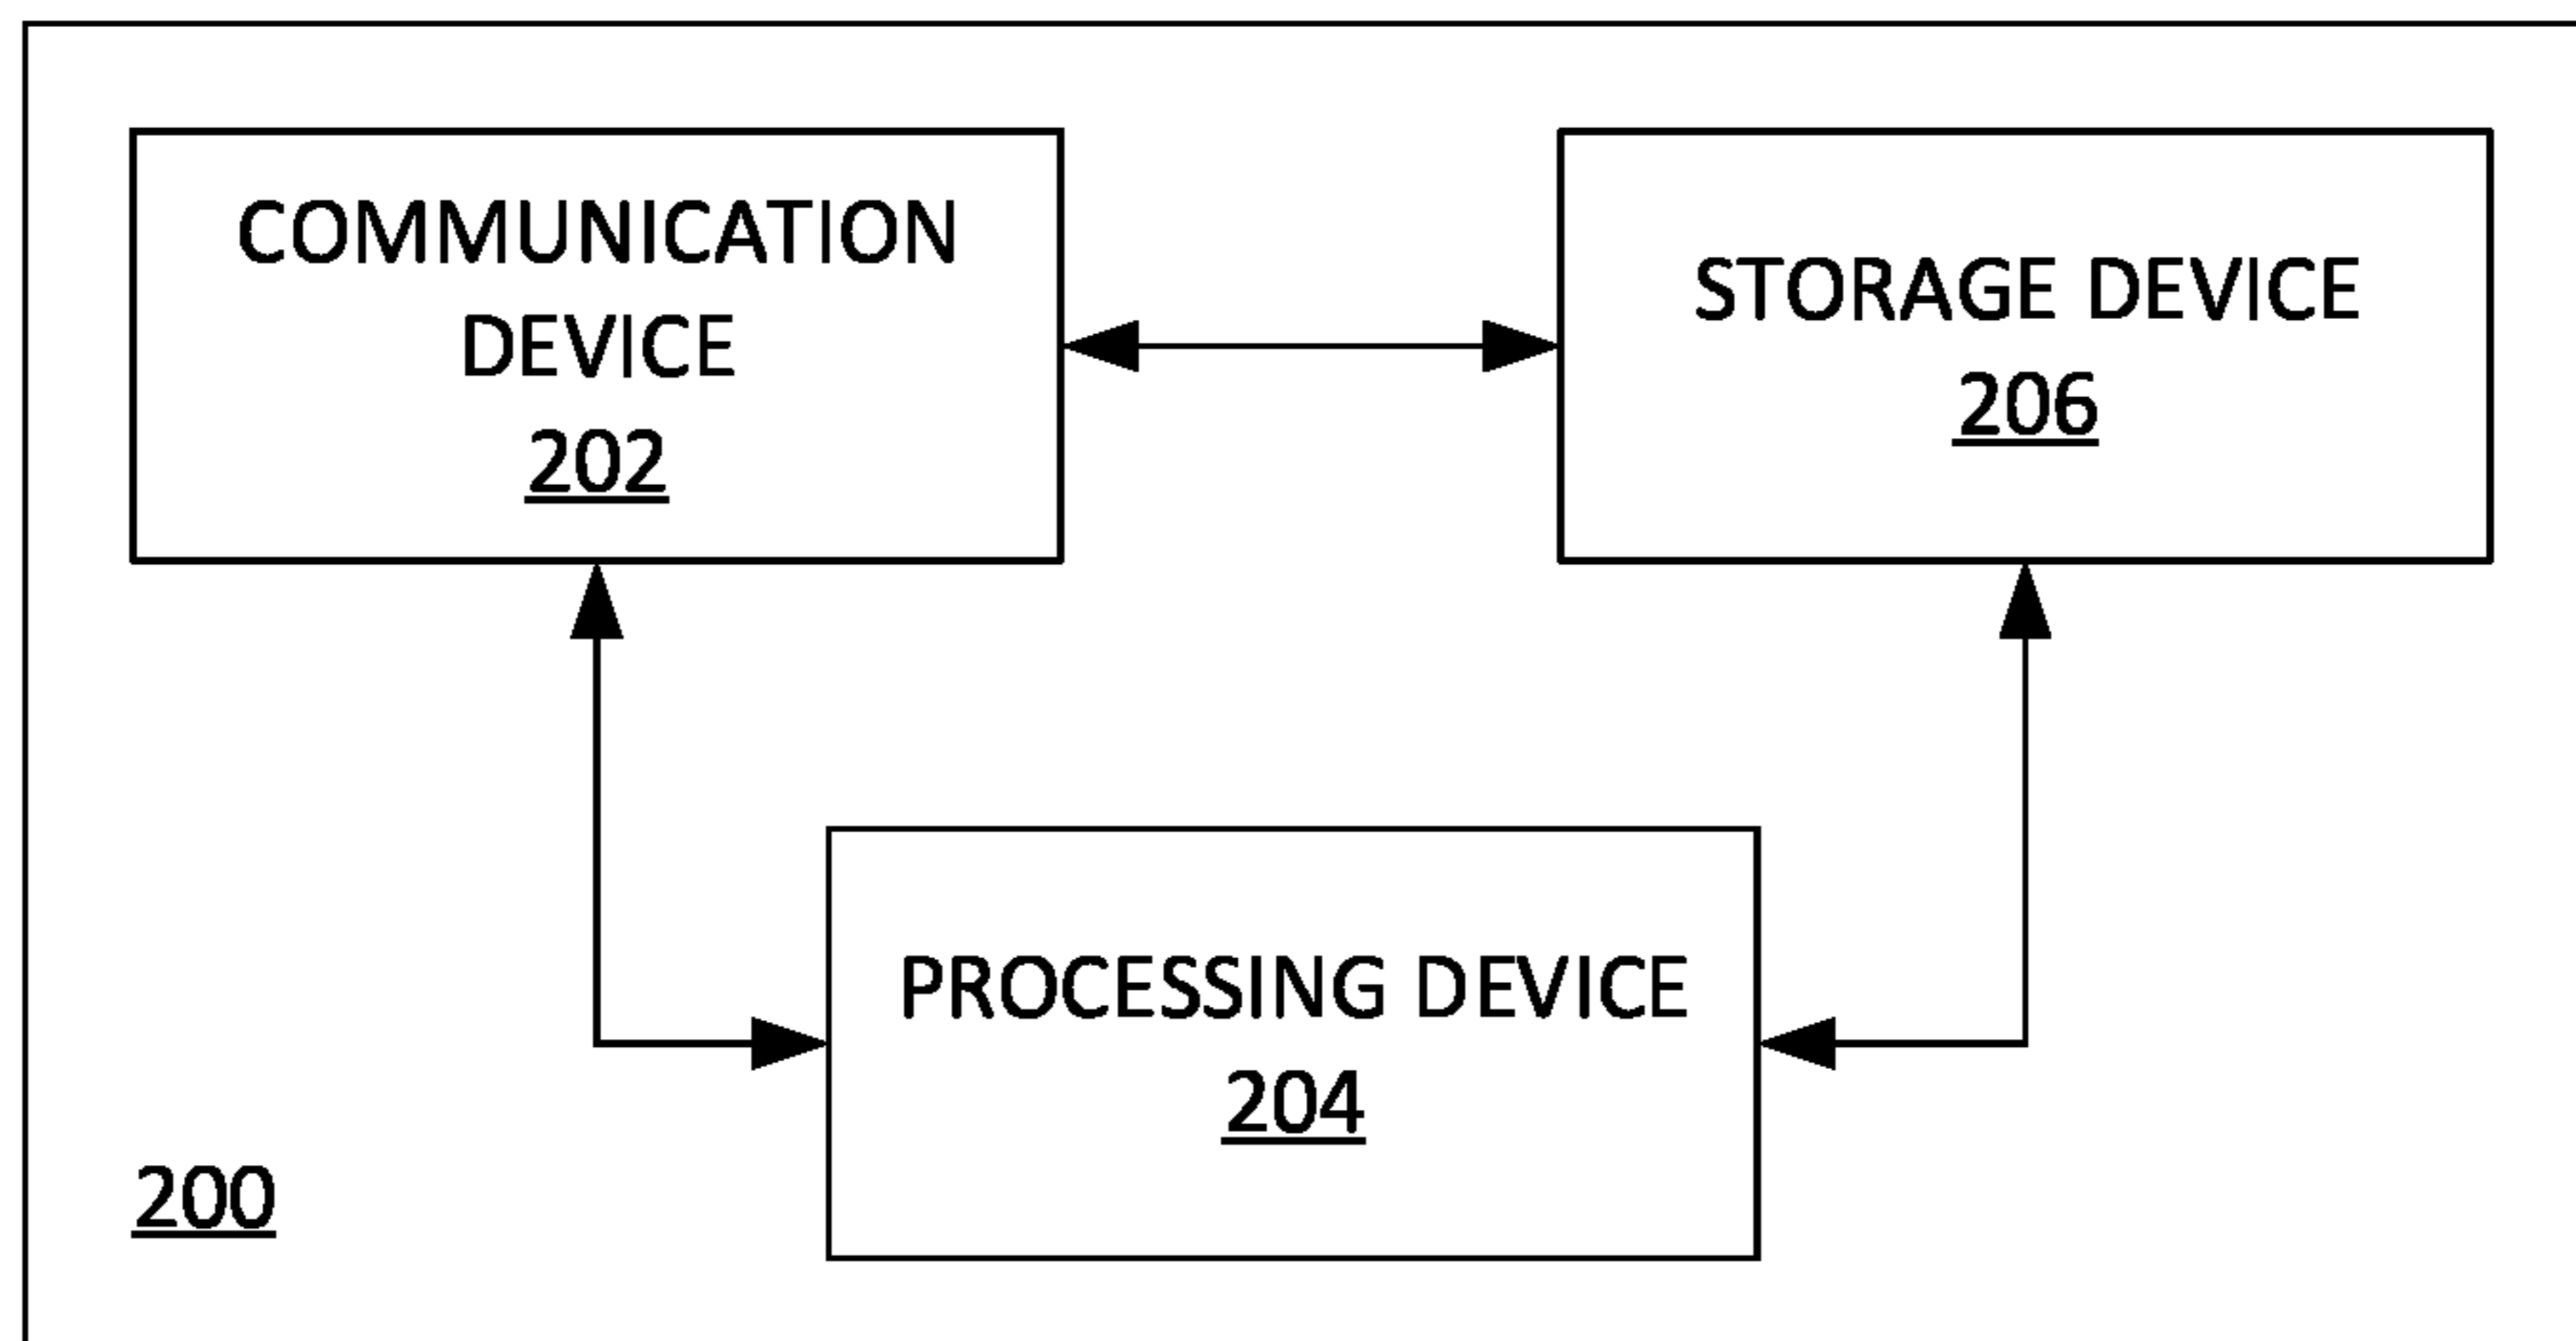 COMMUNICATION
DEVICE
202
STORAGE DEVICE
206
PROCESSING DEVICE
204
200